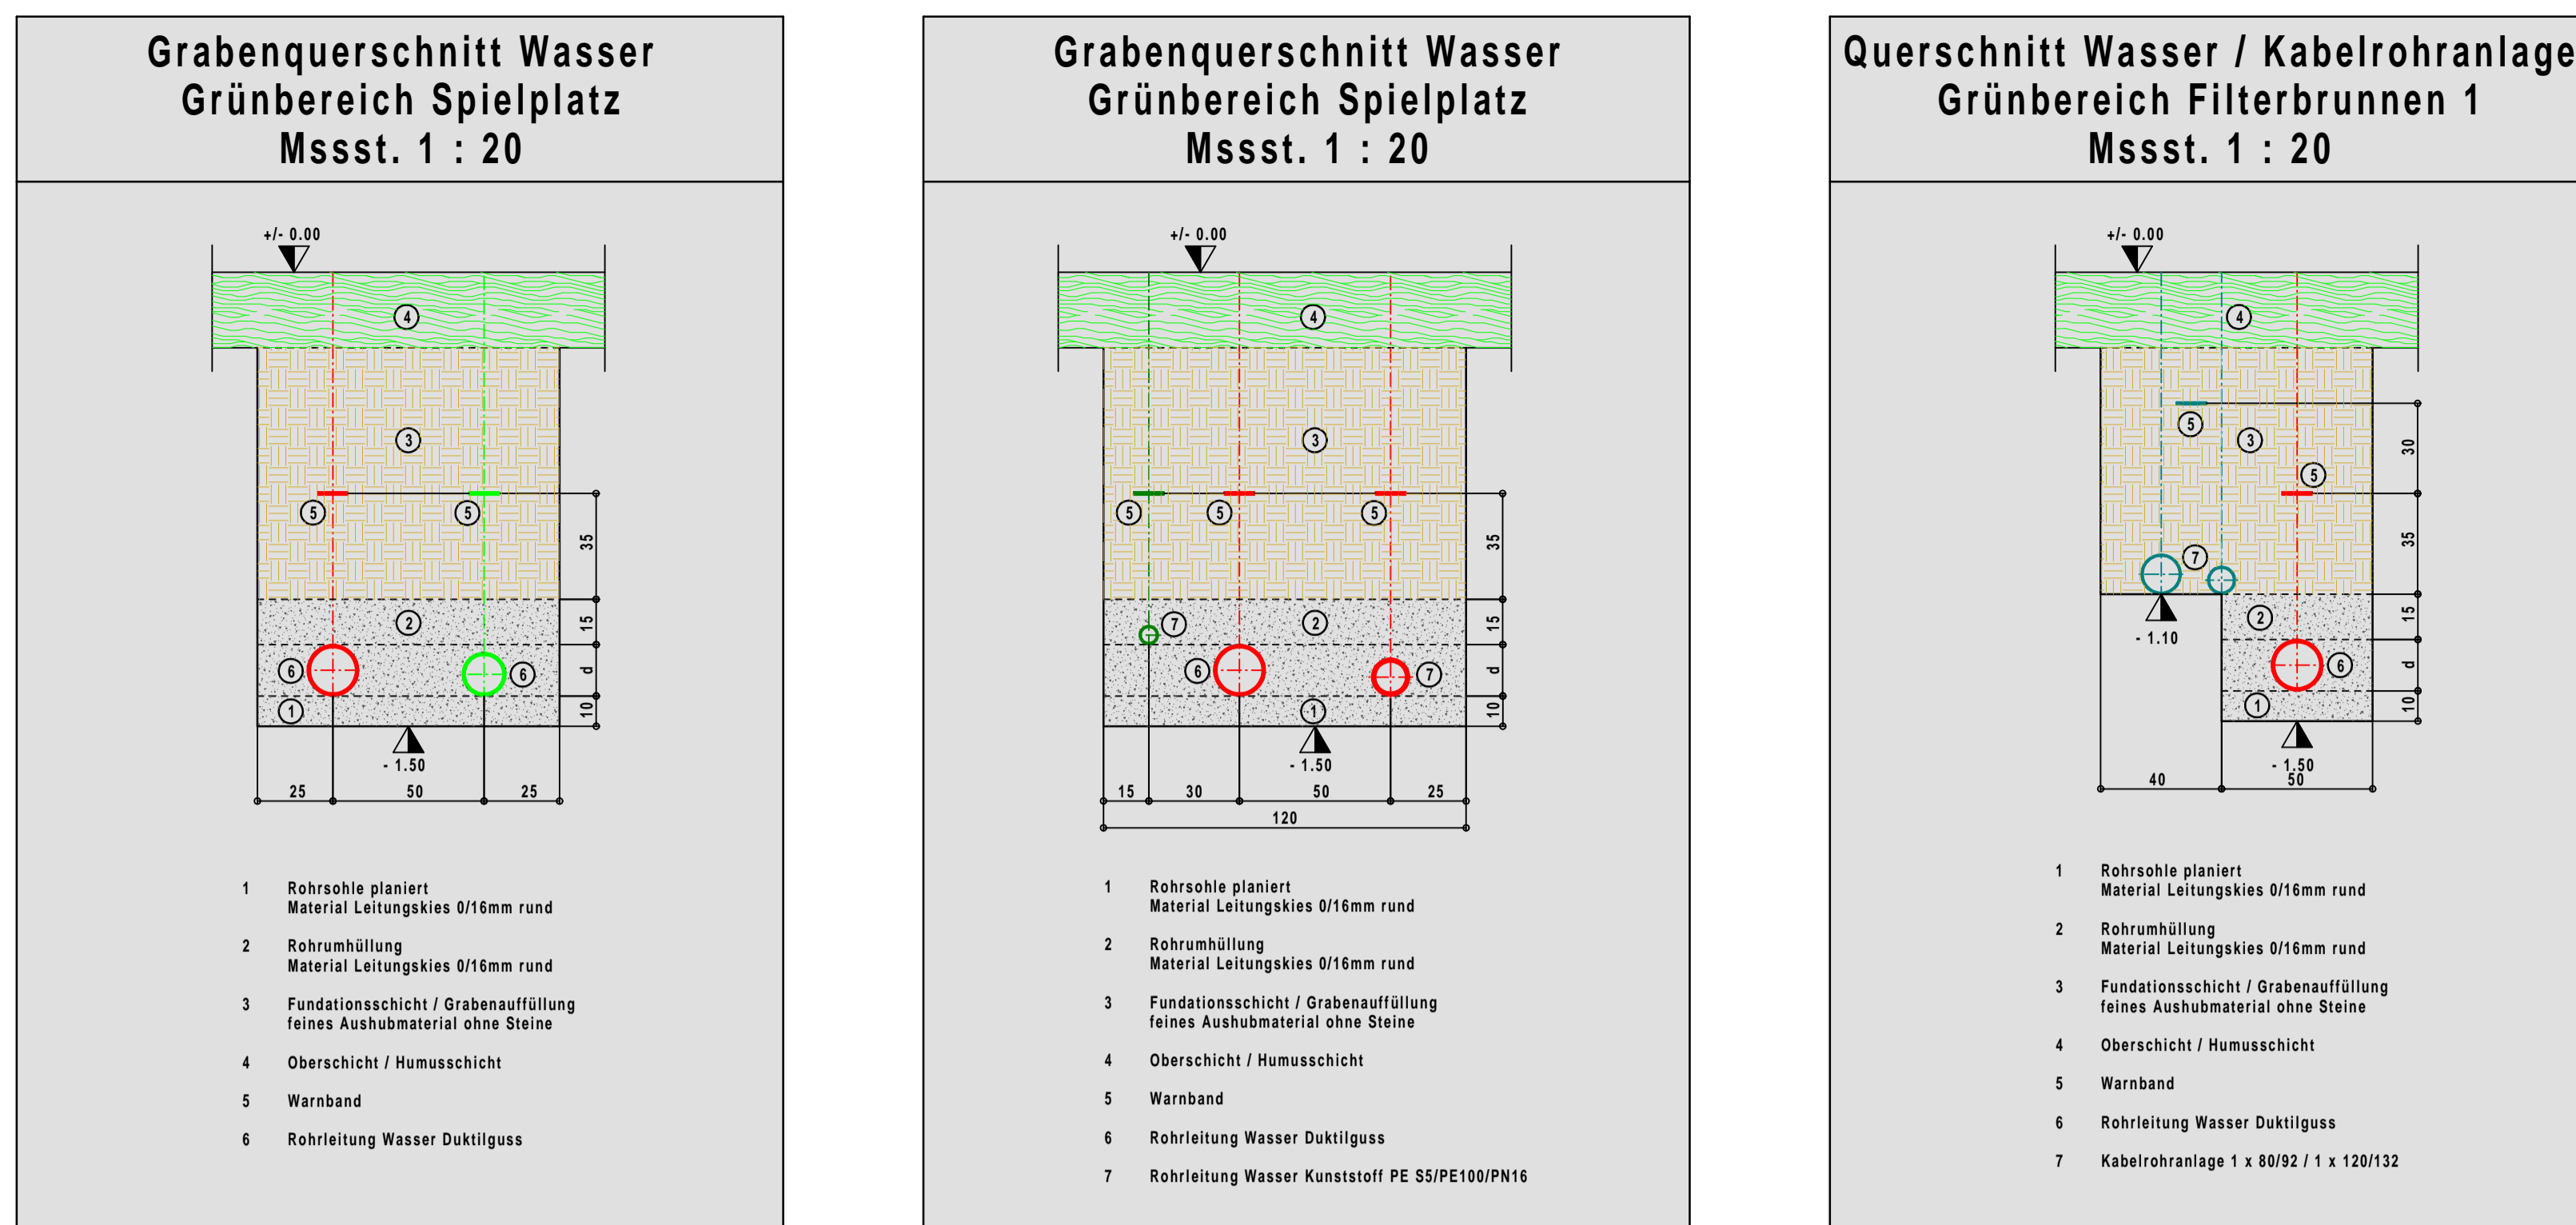 Grabenquerschnitt Wasser
Grünbereich Spielplatz
Mssst. 1 : 20
+/- 0.00
4
3
5
5
35
2
15
6
6
d
1
10
- 1.50
25
50
25
1 Rohrsohle planiert
Material Leitungskies 0/16mm rund
2 Rohrumhüllung
Material Leitungskies 0/16mm rund
3 Fundationsschicht / Grabenauffüllung
feines Aushubmaterial ohne Steine
4 Oberschicht / Humusschicht
5 Warnband
6 Rohrleitung Wasser Duktilguss
Grabenquerschnitt Wasser
Grünbereich Spielplatz
Mssst. 1 : 20
+/- 0.00
4
3
5
5
5
35
7
2
15
6
7
d
1
10
- 1.50
15
30
50
25
120
1 Rohrsohle planiert
Material Leitungskies 0/16mm rund
2 Rohrumhüllung
Material Leitungskies 0/16mm rund
3 Fundationsschicht / Grabenauffüllung
feines Aushubmaterial ohne Steine
4 Oberschicht / Humusschicht
5 Warnband
6 Rohrleitung Wasser Duktilguss
7 Rohrleitung Wasser Kunststoff PE S5/PE100/PN16
Querschnitt Wasser / Kabelrohranlage
Grünbereich Filterbrunnen 1
Mssst. 1 : 20
+/- 0.00
4
5
3
30
5
35
7
2
15
- 1.10
6
d
1
10
- 1.50
40
50
1 Rohrsohle planiert
Material Leitungskies 0/16mm rund
2 Rohrumhüllung
Material Leitungskies 0/16mm rund
3 Fundationsschicht / Grabenauffüllung
feines Aushubmaterial ohne Steine
4 Oberschicht / Humusschicht
5 Warnband
6 Rohrleitung Wasser Duktilguss
7 Kabelrohranlage 1 x 80/92 / 1 x 120/132